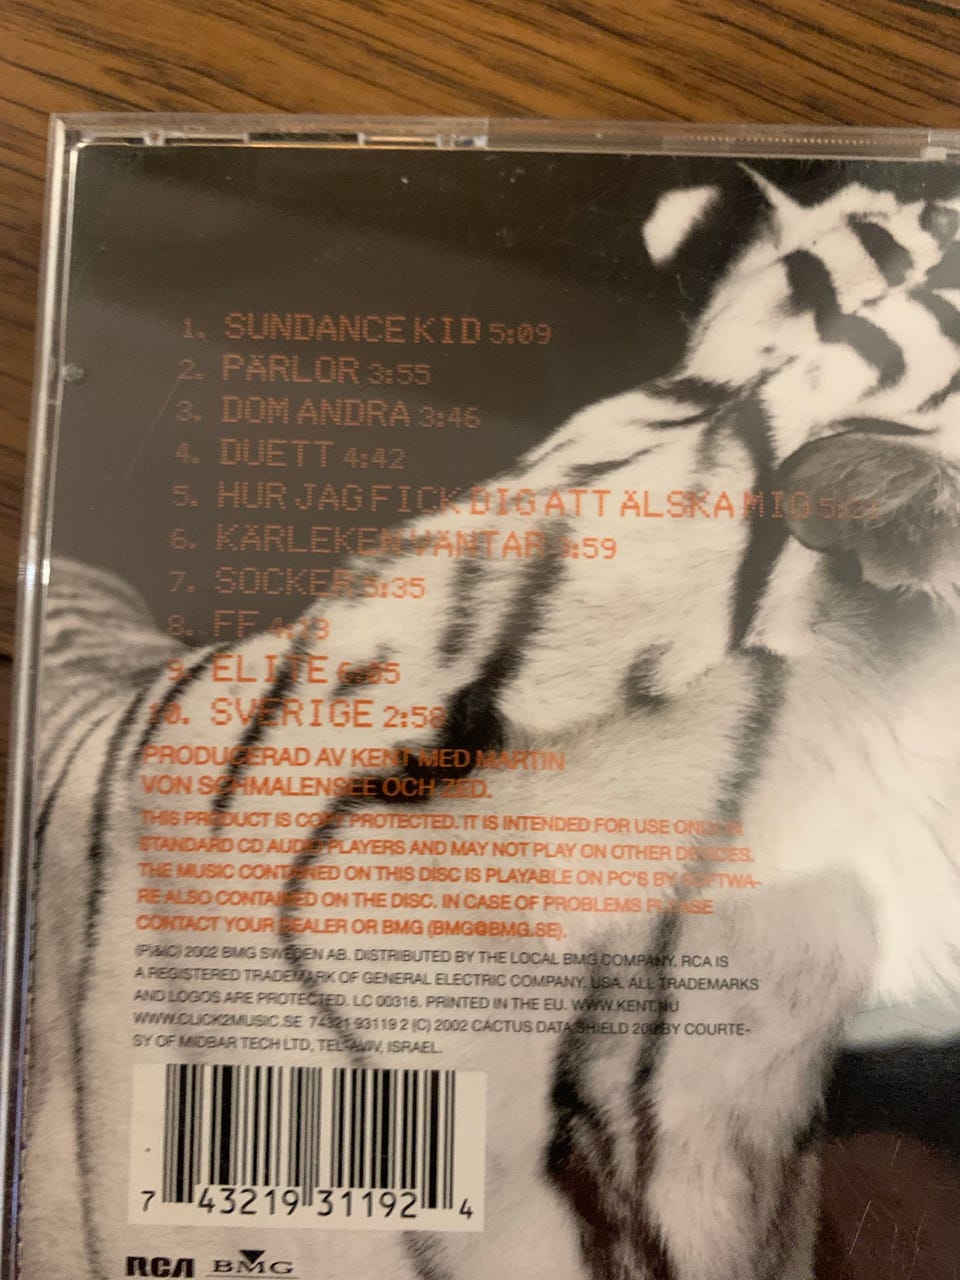 1. SUNDANCE KID 5:09
2. PÄRLOR 3:55
3. DOM ANDRA 3:46
4. DUETT 4:42
5. HUR JAG FICK DIG ATT ÄLSKA MIG
6. KÄRLEKEN VÄNTAR 3:59
7. SOCKER 5:35
8. FF 4:13
9. ELITE 6:05
10. SVERIGE 2:58
PRODUCERAD AV KENT MED MARTIN
VON SCHMALENSEE OCH ZED.
THIS PRODUCT IS COPY PROTECTED. IT IS INTENDED FOR USE ONLY IN
STANDARD CD AUDIO PLAYERS AND MAY NOT PLAY ON OTHER DEVICES.
THE MUSIC CONTAINED ON THIS DISC IS PLAYABLE ON PC'S BY SOFTWA-
RE ALSO CONTAINED ON THE DISC. IN CASE OF PROBLEMS PLEASE
CONTACT YOUR DEALER OR BMG (BMG@BMG.SE).
(P)&(C) 2002 BMG SWEDEN AB. DISTRIBUTED BY THE LOCAL BMG COMPANY. RCA IS
A REGISTERED TRADEMARK OF GENERAL ELECTRIC COMPANY, USA. ALL TRADEMARKS
AND LOGOS ARE PROTECTED. LC 00316. PRINTED IN THE EU. WWW.KENT.NU
WWW.CLICK2MUSIC.SE 74321 93119 2 (C) 2002 CACTUS DATA SHIELD 200 BY COURTE-
SY OF MIDBAR TECH LTD, TEL-AVIV, ISRAEL.
7 43219 31192 4
RCA BMG